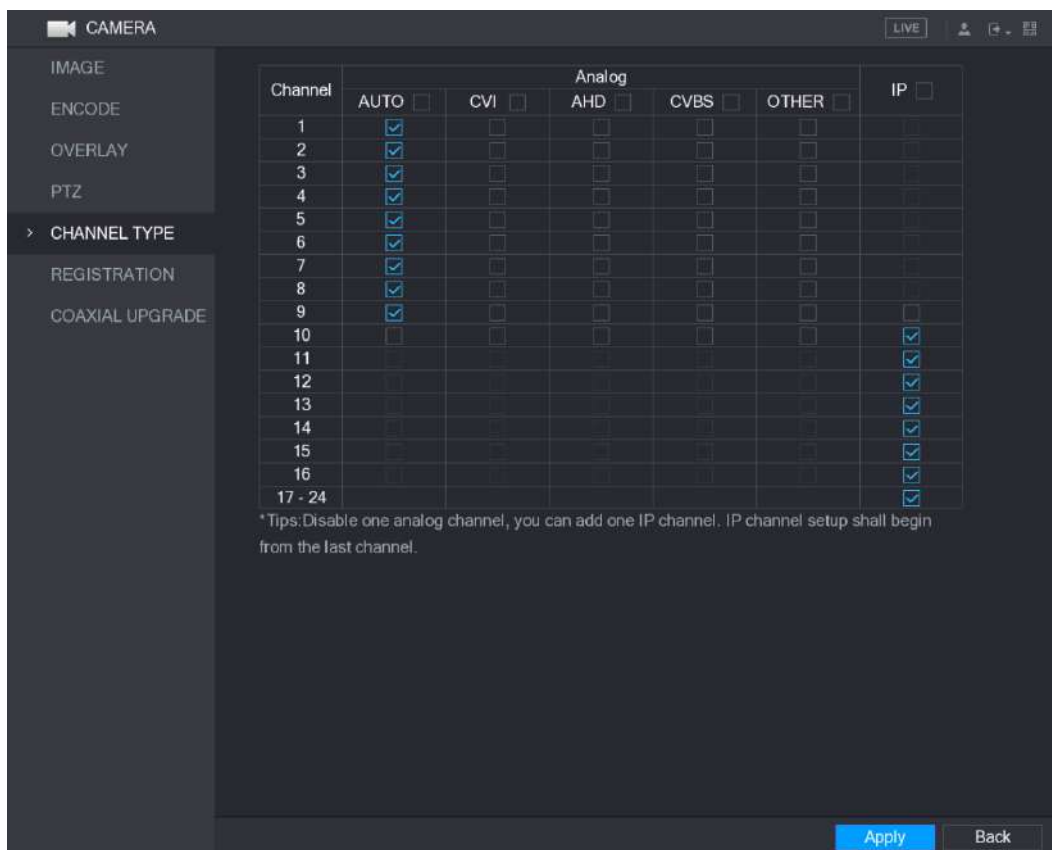 CAMERA
LIVE
IMAGE
ENCODE
OVERLAY
PTZ
CHANNEL TYPE
REGISTRATION
COAXIAL UPGRADE
Channel
Analog
IP
AUTO CVI AHD CVBS OTHER
1
2
3
4
5
6
7
8
9
10
11
12
13
14
15
16
17 - 24
*Tips:Disable one analog channel, you can add one IP channel. IP channel setup shall begin
from the last channel.
Apply Back